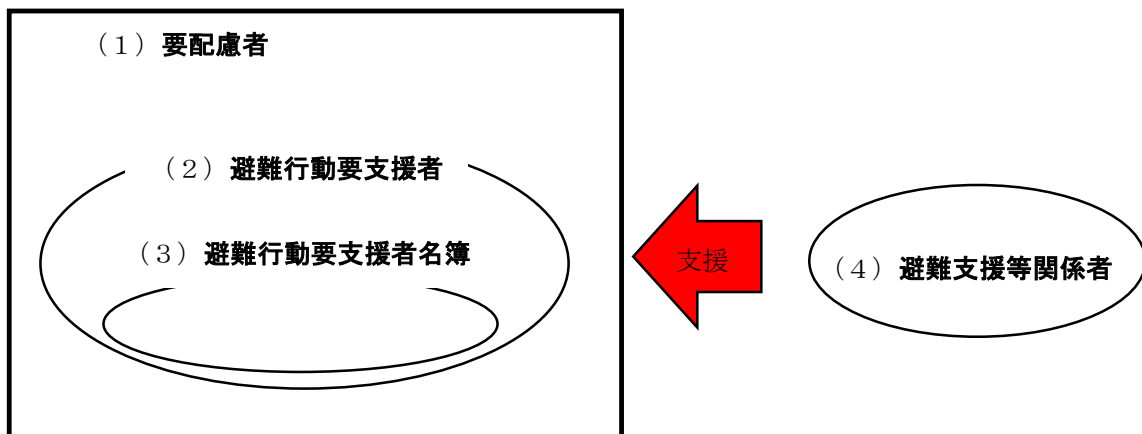 （１）要配慮者
（２）避難行動要支援者
（３）避難行動要支援者名簿
支援
（４）避難支援等関係者